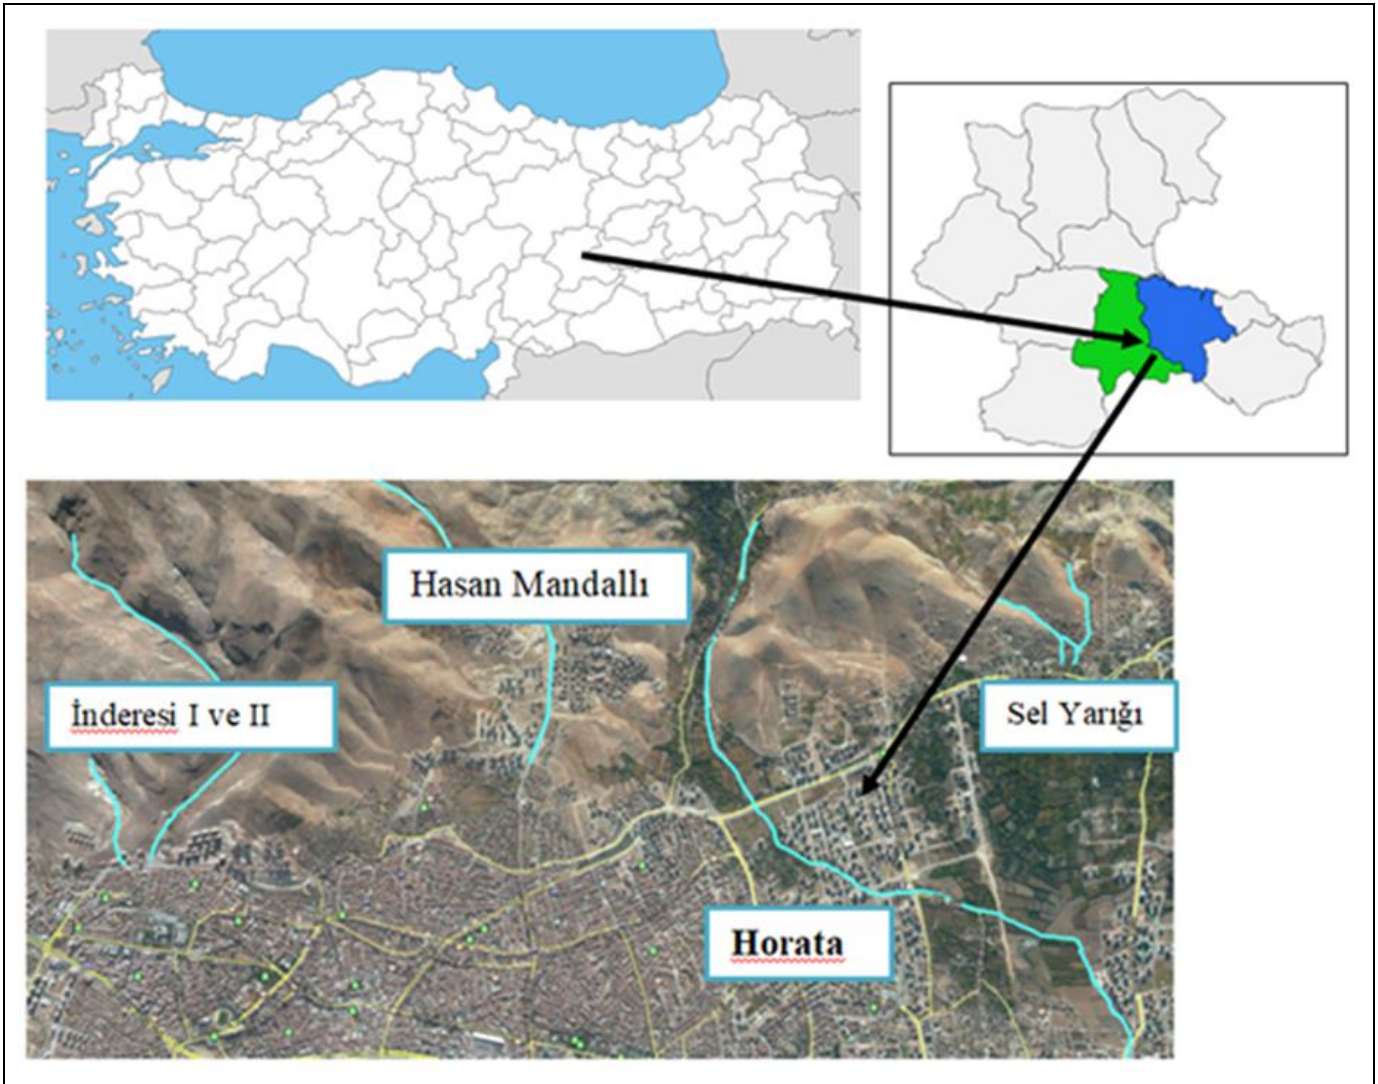 Hasan Mandallı
İnderesi I ve II
Sel Yarığı
Horata